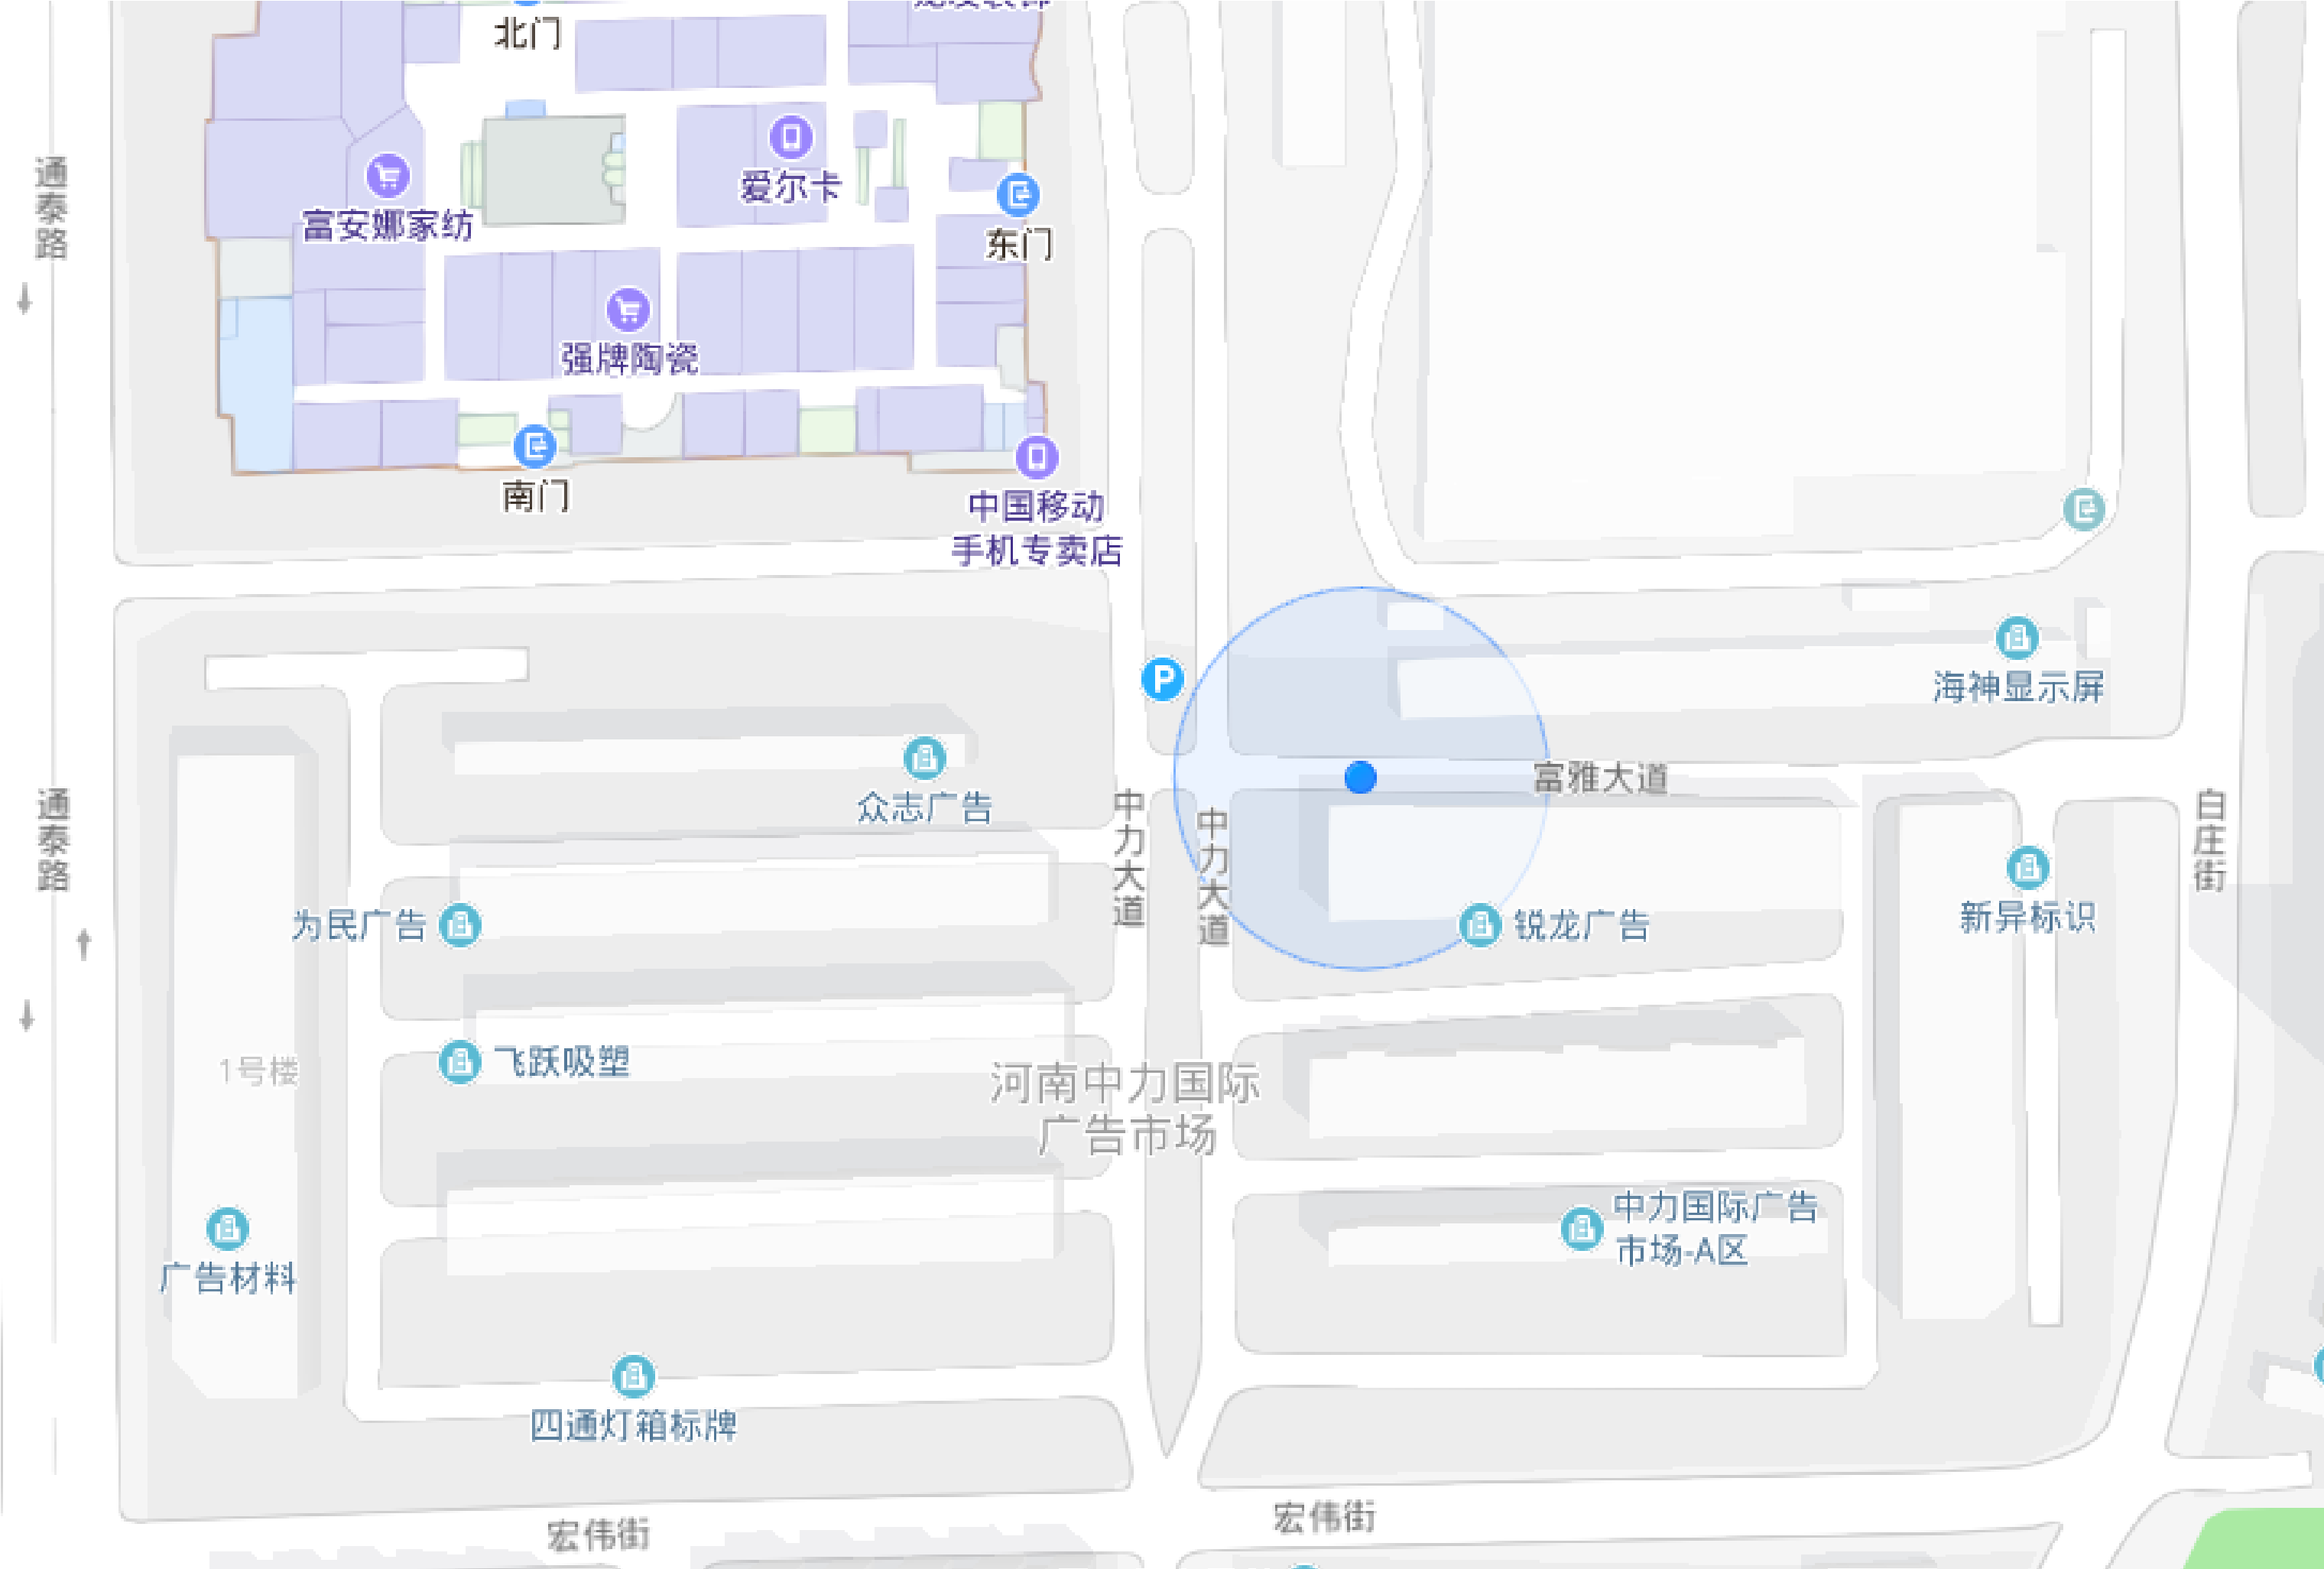 北门
通泰路
爱尔卡
富安娜家纺
东门
强牌陶瓷
南门
中国移动
手机专卖店
P
海神显示屏
富雅大道
众志广告
通泰路
中力大道
中力大道
白庄街
为民广告
锐龙广告
新异标识
1号楼
飞跃吸塑
河南中力国际
广告市场
中力国际广告
市场-A区
广告材料
四通灯箱标牌
宏伟街
宏伟街